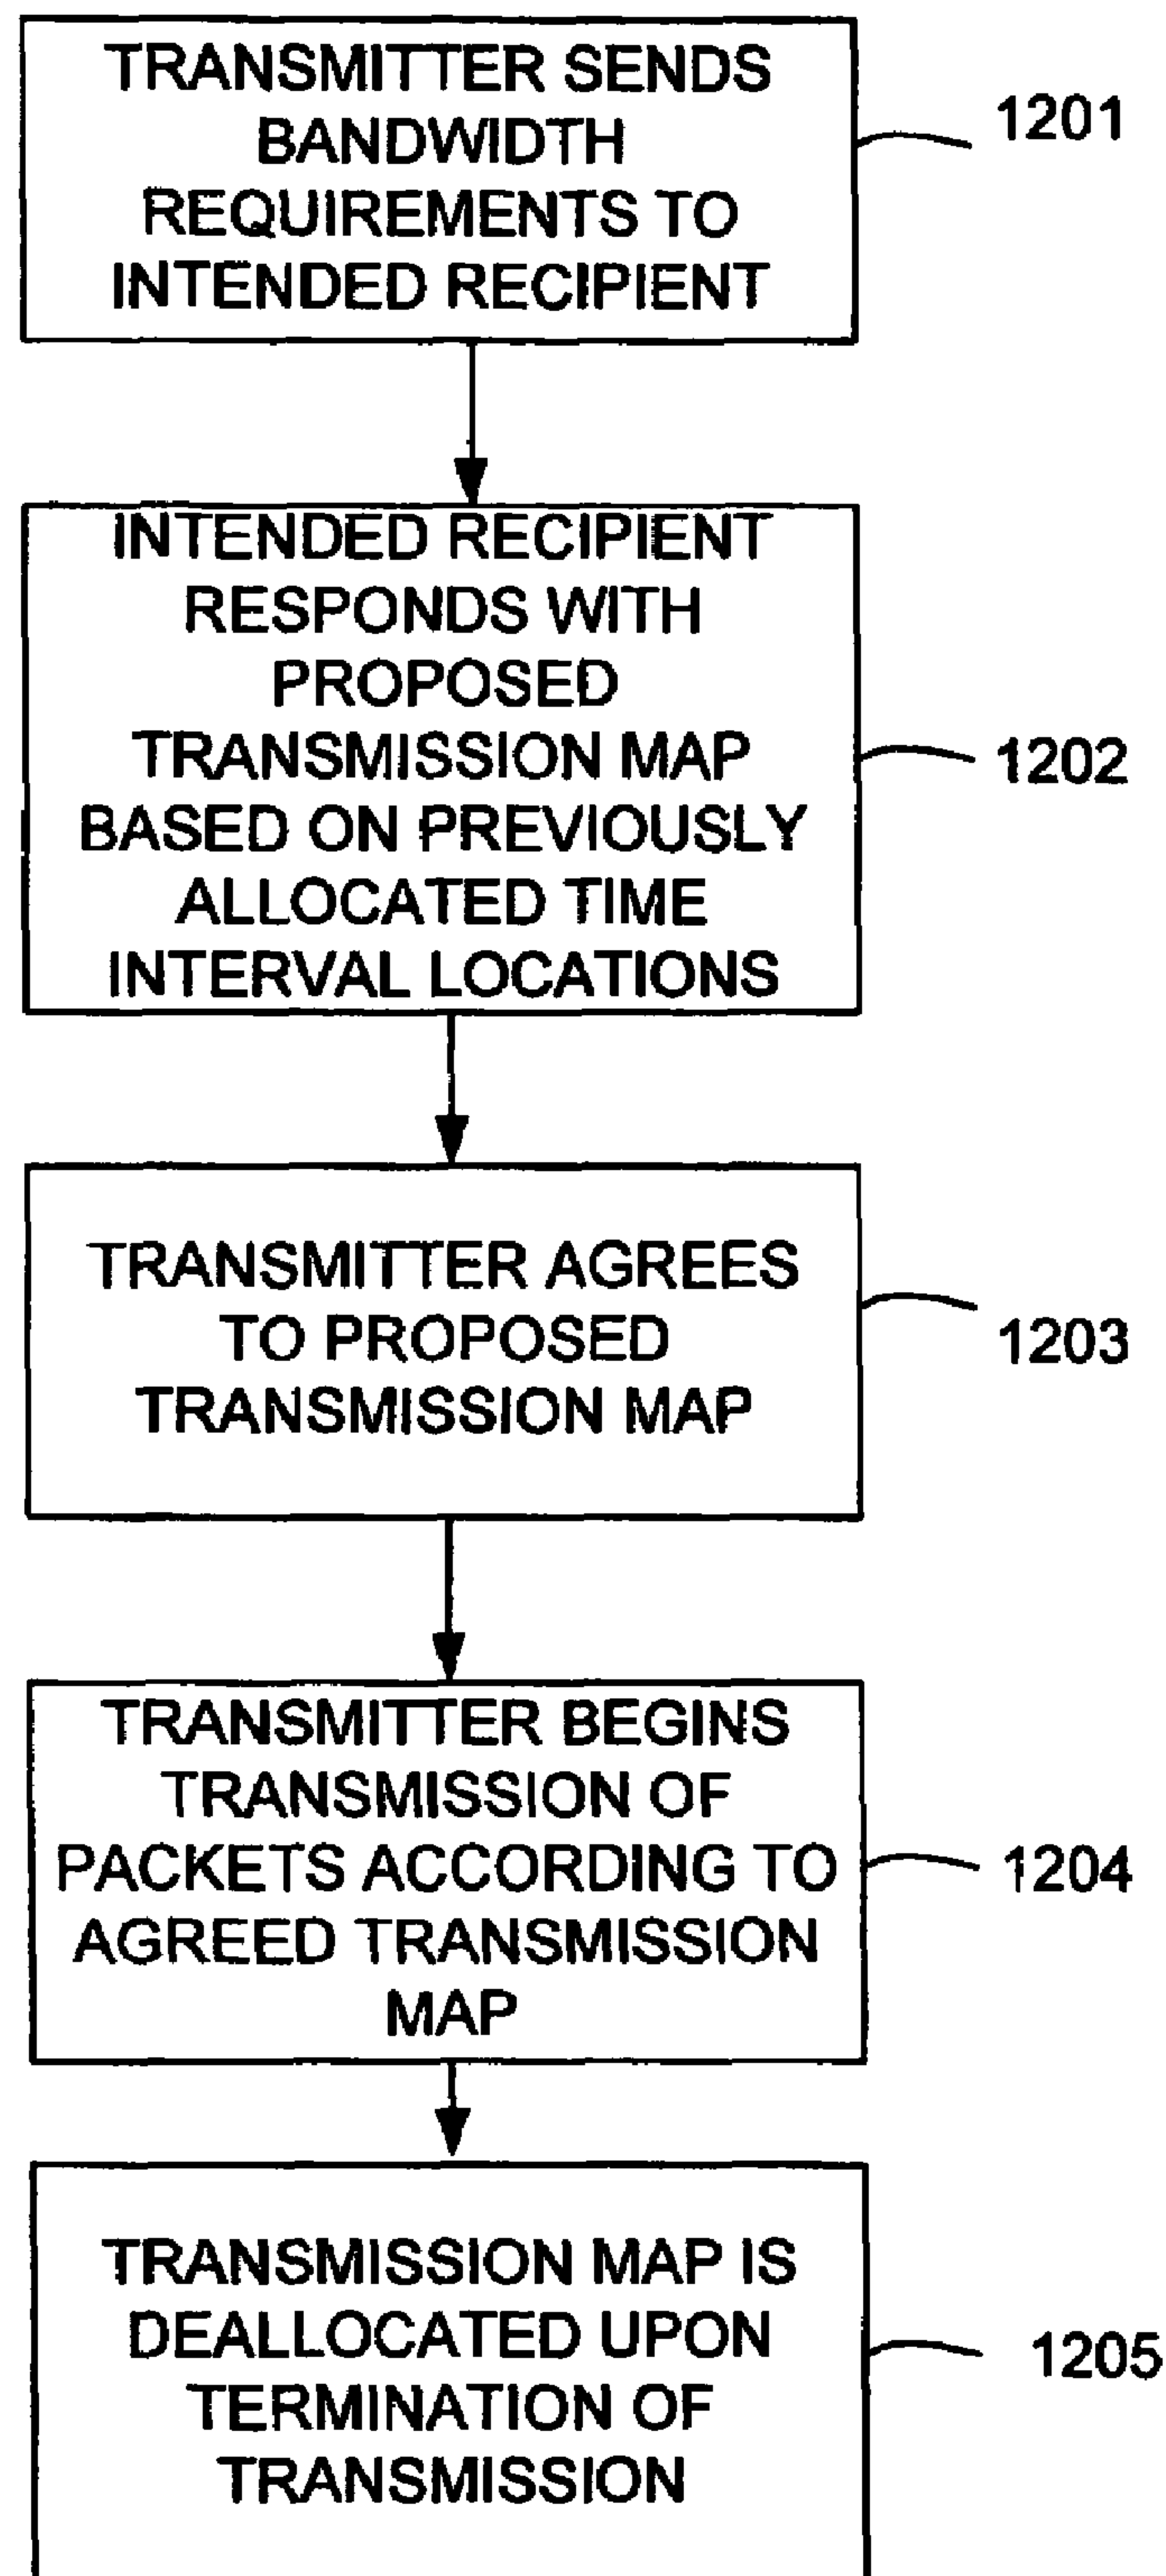 TRANSMITTER SENDS
BANDWIDTH
REQUIREMENTS TO
INTENDED RECIPIENT
1201
INTENDED RECIPIENT
RESPONDS WITH
PROPOSED
TRANSMISSION MAP
BASED ON PREVIOUSLY
ALLOCATED TIME
INTERVAL LOCATIONS
1202
TRANSMITTER AGREES
TO PROPOSED
TRANSMISSION MAP
1203
TRANSMITTER BEGINS
TRANSMISSION OF
PACKETS ACCORDING TO
AGREED TRANSMISSION
MAP
1204
TRANSMISSION MAP IS
DEALLOCATED UPON
TERMINATION OF
TRANSMISSION
1205